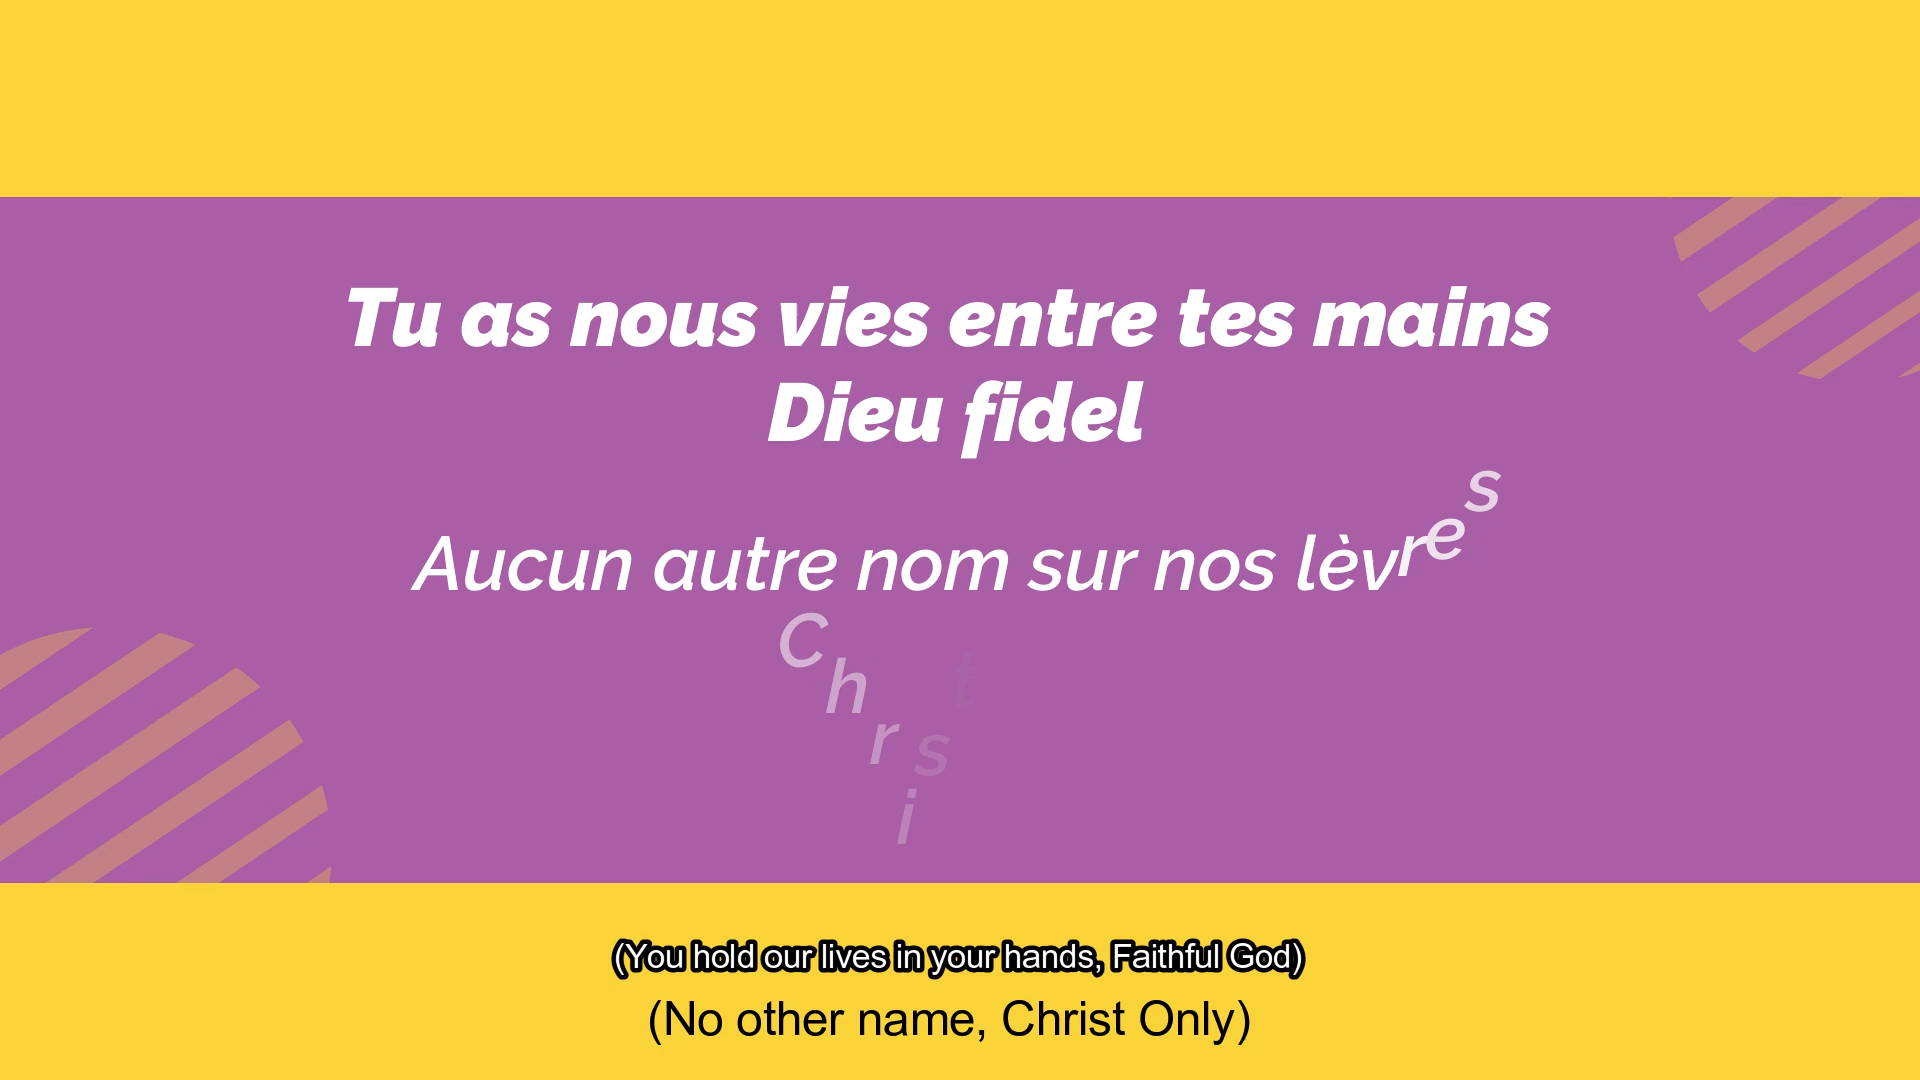 Tu as nous vies entre tes mains
Dieu fidel
Aucun autre nom sur nos lèvres
Christ
(You hold our lives in your hands, Faithful God)
(No other name, Christ Only)